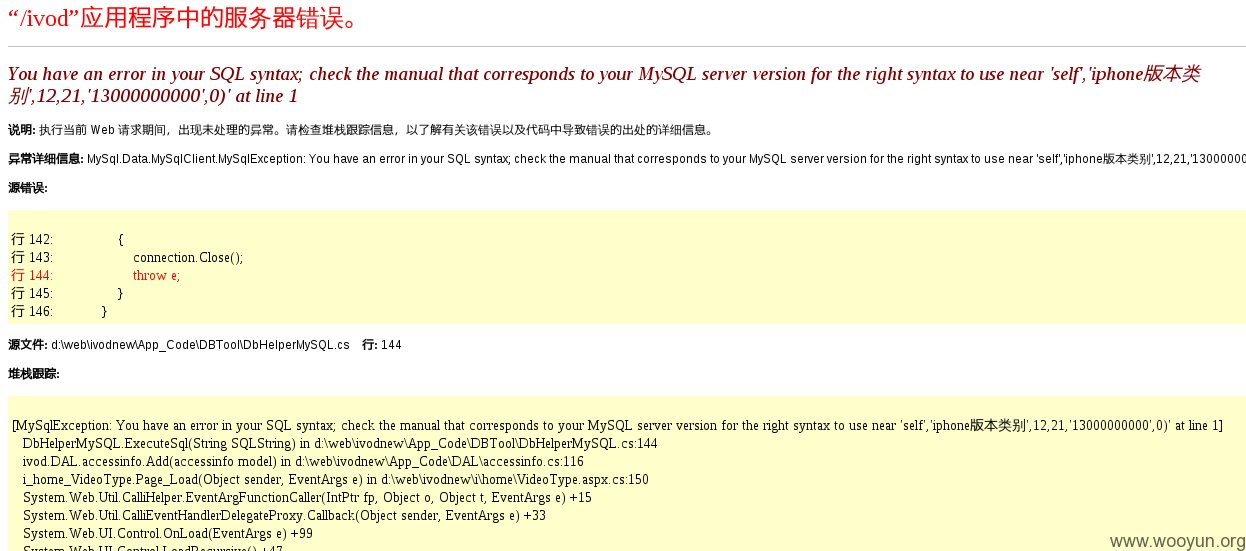 “/ivod”应用程序中的服务器错误。
You have an error in your SQL syntax; check the manual that corresponds to your MySQL server version for the right syntax to use near 'self','iphone版本类
别',12,21,'13000000000',0)' at line 1
说明: 执行当前 Web 请求期间，出现未处理的异常。请检查堆栈跟踪信息，以了解有关该错误以及代码中导致错误的出处的详细信息。
异常详细信息: MySql.Data.MySqlClient.MySqlException: You have an error in your SQL syntax; check the manual that corresponds to your MySQL server version for the right syntax to use near 'self','iphone版本类别',12,21,'1300000
源错误:
行 142: {
行 143: connection.Close();
行 144: throw e;
行 145: }
行 146: }
源文件: d:\web\ivodnew\App_Code\DBTool\DbHelperMySQL.cs 行: 144
堆栈跟踪:
[MySqlException: You have an error in your SQL syntax; check the manual that corresponds to your MySQL server version for the right syntax to use near 'self','iphone版本类别',12,21,'13000000000',0)' at line 1]
DbHelperMySQL.ExecuteSql(String SQLString) in d:\web\ivodnew\App_Code\DBTool\DbHelperMySQL.cs:144
ivod.DAL.accessinfo.Add(accessinfo model) in d:\web\ivodnew\App_Code\DAL\accessinfo.cs:116
i_home_VideoType.Page_Load(Object sender, EventArgs e) in d:\web\ivodnew\i\home\VideoType.aspx.cs:150
System.Web.Util.CalliHelper.EventArgFunctionCaller(IntPtr fp, Object o, Object t, EventArgs e) +15
System.Web.Util.CalliEventHandlerDelegateProxy.Callback(Object sender, EventArgs e) +33
System.Web.UI.Control.OnLoad(EventArgs e) +99
System.Web.UI.Control.LoadRecursive() +47
www.wooyun.org